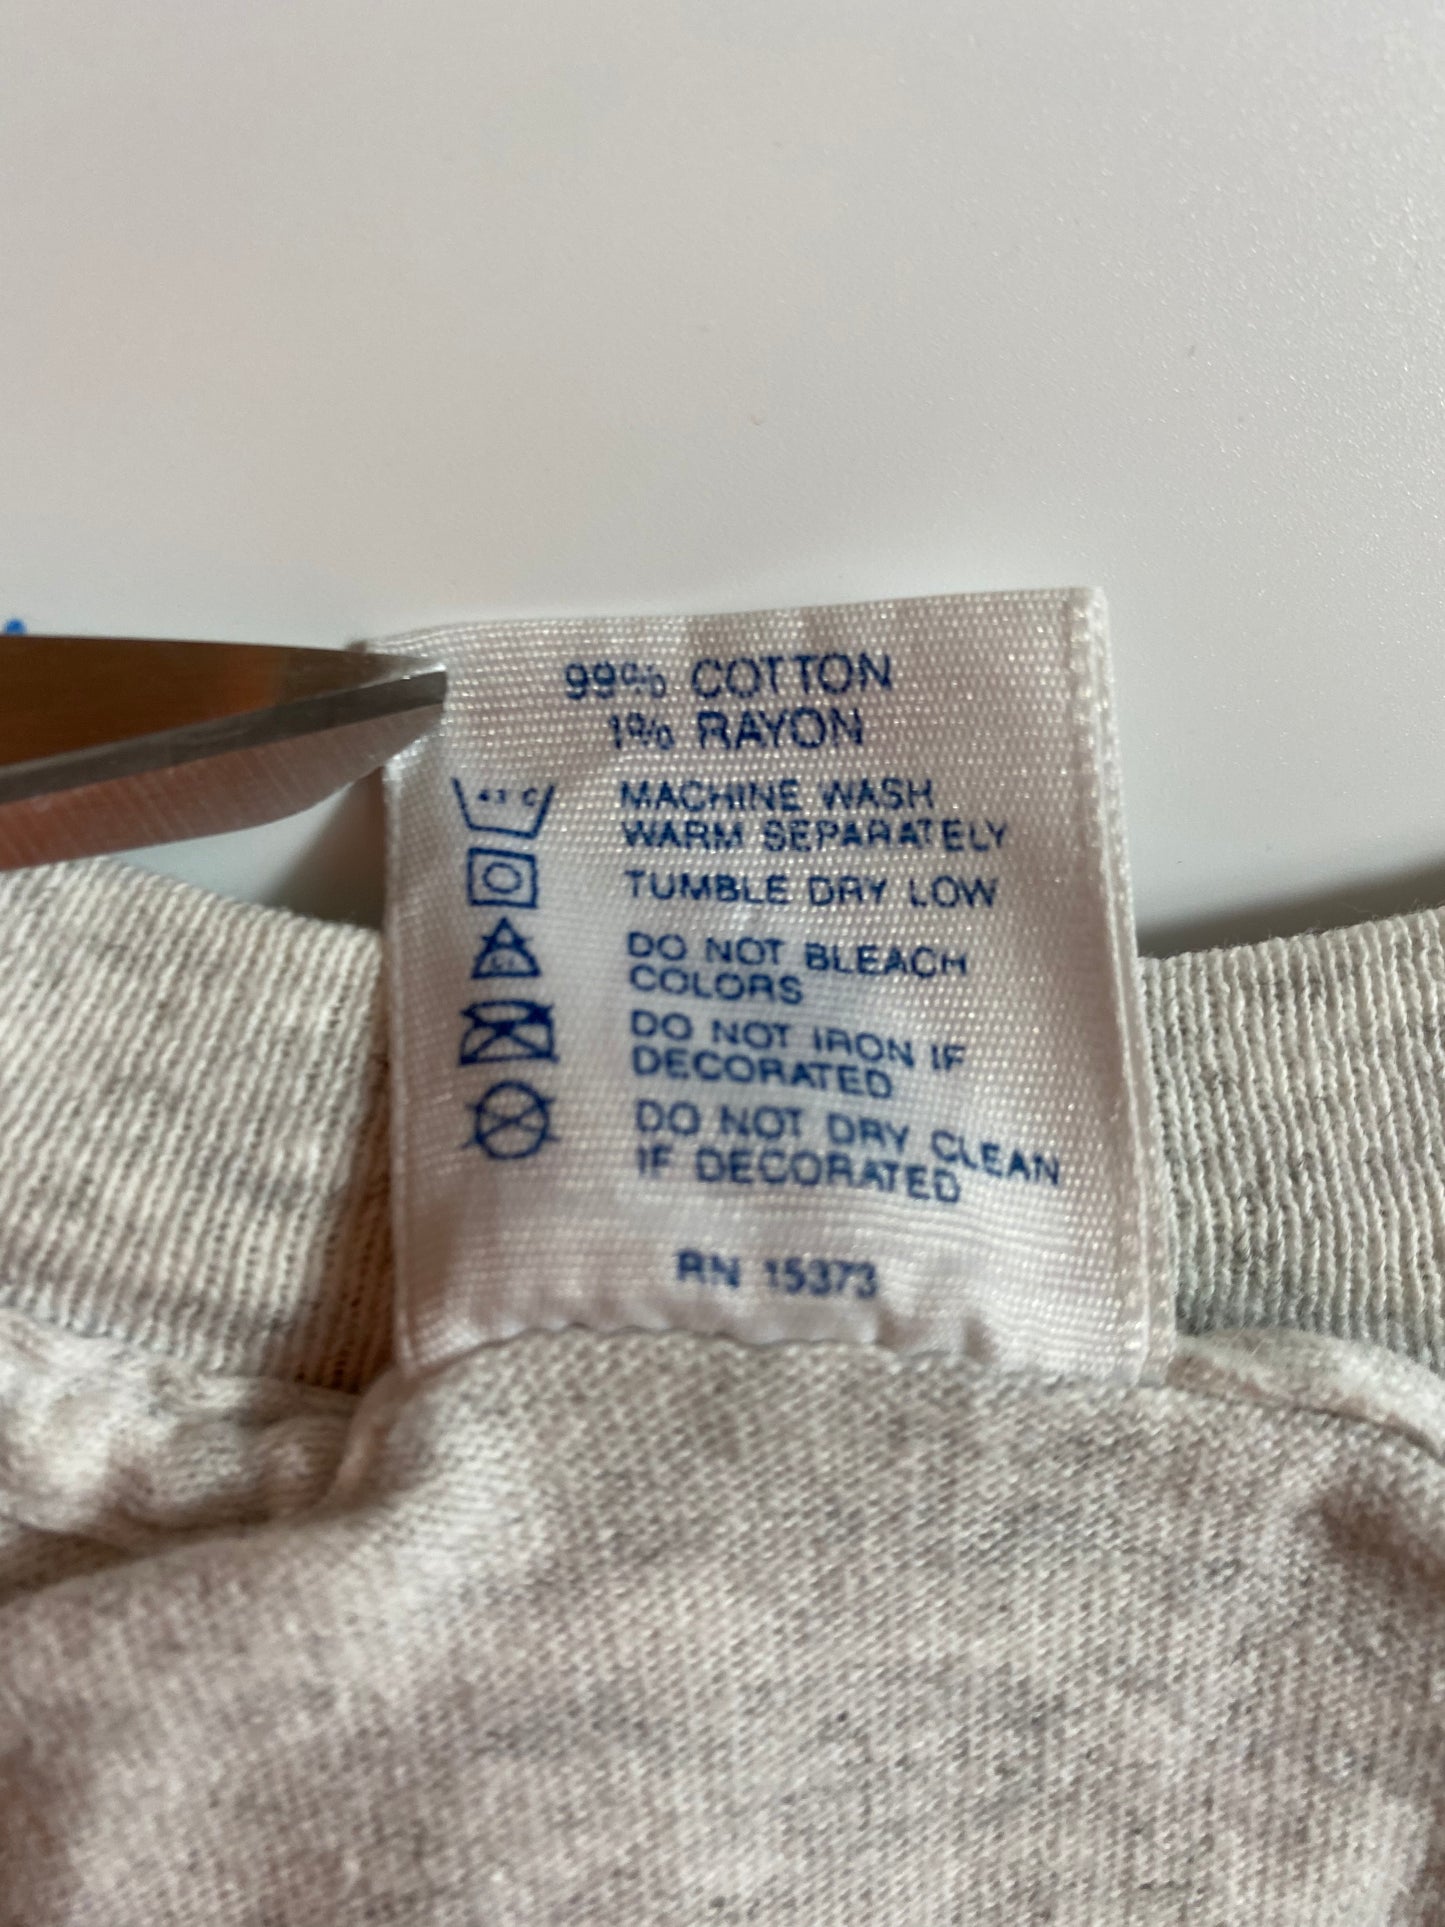 99% COTTON
1% RAYON
43°C
MACHINE WASH
WARM SEPARATELY
TUMBLE DRY LOW
DO NOT BLEACH
COLORS
DO NOT IRON IF
DECORATED
DO NOT DRY CLEAN
IF DECORATED
RN 15373